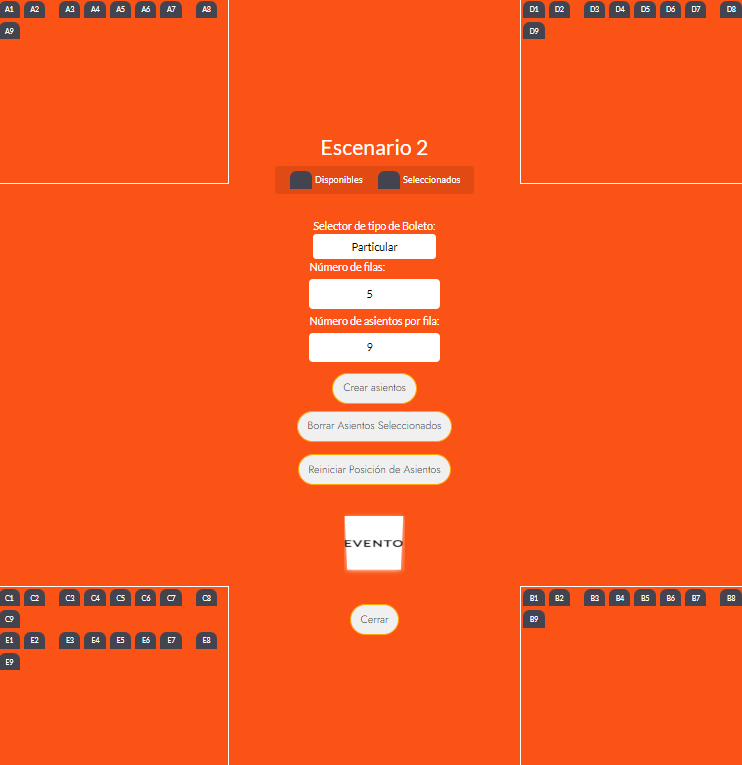 A1 A2 A3 A4 A5 A6 A7 A8
A9
D1 D2 D3 D4 D5 D6 D7 D8
D9
Escenario 2
Disponibles Seleccionados
Selector de tipo de Boleto:
Particular
Número de filas:
5
Número de asientos por fila:
9
Crear asientos
Borrar Asientos Seleccionados
Reiniciar Posición de Asientos
EVENTO
C1 C2 C3 C4 C5 C6 C7 C8
C9
E1 E2 E3 E4 E5 E6 E7 E8
E9
Cerrar
B1 B2 B3 B4 B5 B6 B7 B8
B9